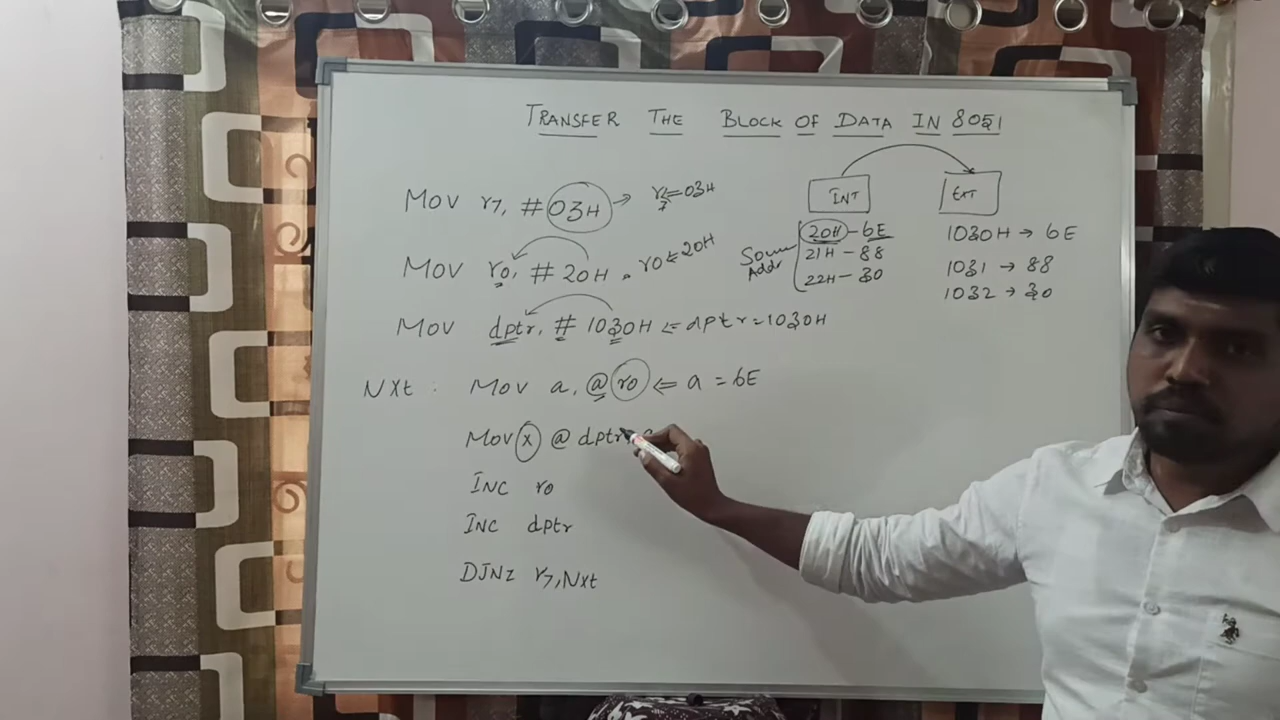 TRANSFER THE BLOCK OF DATA IN 8051
MOV r7, #03H → r7=03H
MOV r0, #20H, r0⇐20H
MOV dptr, #1030H ⇐ dptr=1030H
NXt : MOV a, @r0 ⇐ a = 6E
MOV x @ dptr, a
INC r0
INC dptr
DJNZ r7, NXt
INT
EXT
Source Addr
20H - 6E
21H - 88
22H - 30
1030H → 6E
1031 → 88
1032 → 30